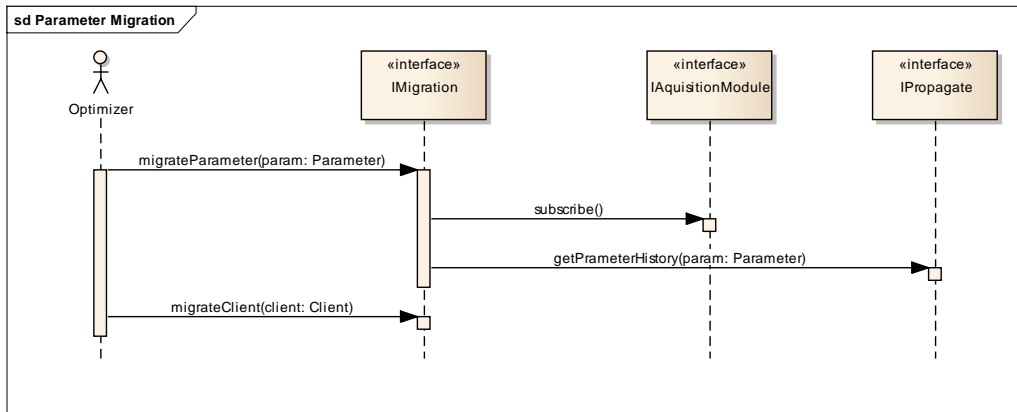 sd Parameter Migration
«interface»
IMigration
«interface»
IAquisitionModule
«interface»
IPropagate
Optimizer
migrateParameter(param: Parameter)
subscribe()
getPrameterHistory(param: Parameter)
migrateClient(client: Client)